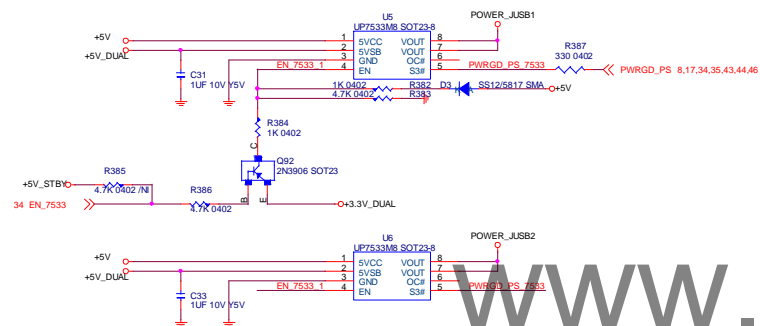 U5
UP7533M8 SOT23-8
POWER_JUSB1
+5V
+5V_DUAL
1 5VCC VOUT 8
2 5VSB VOUT 7
3 GND OC# 6
4 EN S3# 5
EN_7533_1
PWRGD_PS_7533
R387
330 0402
PWRGD_PS 8,17,34,35,43,44,46
C31
1UF 10V Y5V
1K 0402 R382 D3 SS12/5817 SMA
+5V
4.7K 0402 R383
R384
1K 0402
C
Q92
2N3906 SOT23
B E
+5V_STBY
R385
4.7K 0402 /NI
34 EN_7533
R386
4.7K 0402
+3.3V_DUAL
U6
UP7533M8 SOT23-8
POWER_JUSB2
+5V
+5V_DUAL
1 5VCC VOUT 8
2 5VSB VOUT 7
3 GND OC# 6
4 EN S3# 5
EN_7533_1
PWRGD_PS_7533
C33
1UF 10V Y5V
www.